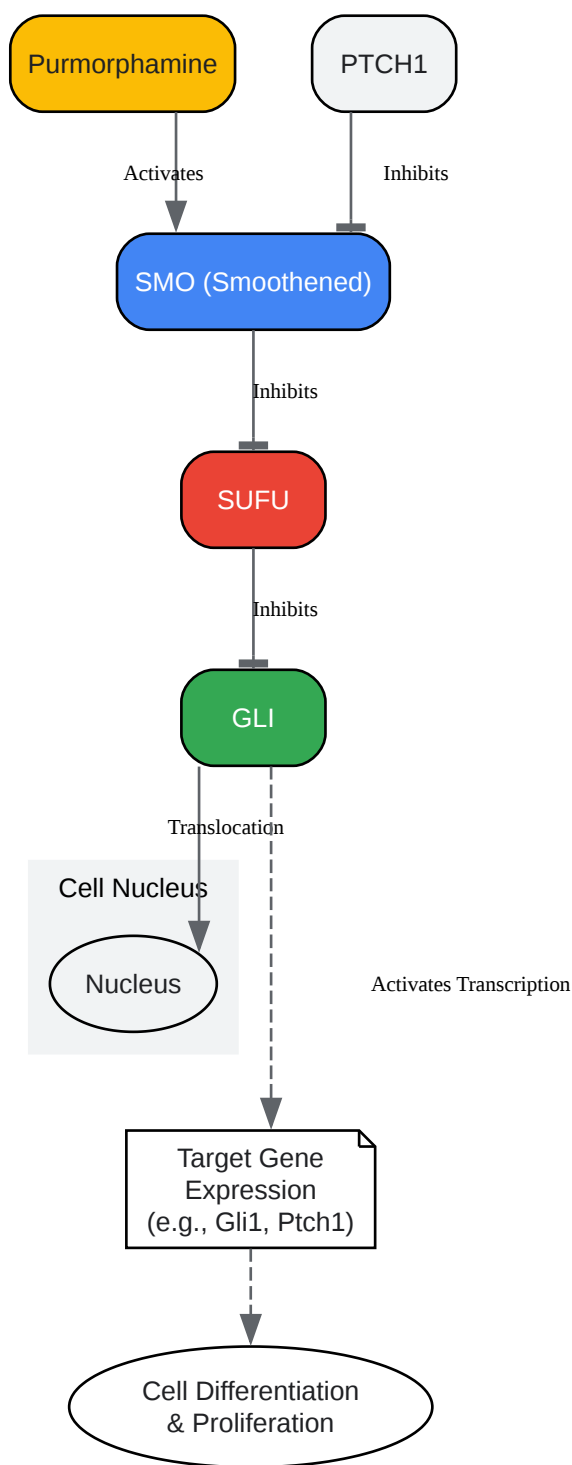 Purmorphamine
PTCH1
Activates
Inhibits
SMO (Smoothened)
Inhibits
SUFU
Inhibits
GLI
Translocation
Cell Nucleus
Nucleus
Activates Transcription
Target Gene
Expression
(e.g., Gli1, Ptch1)
Cell Differentiation
& Proliferation